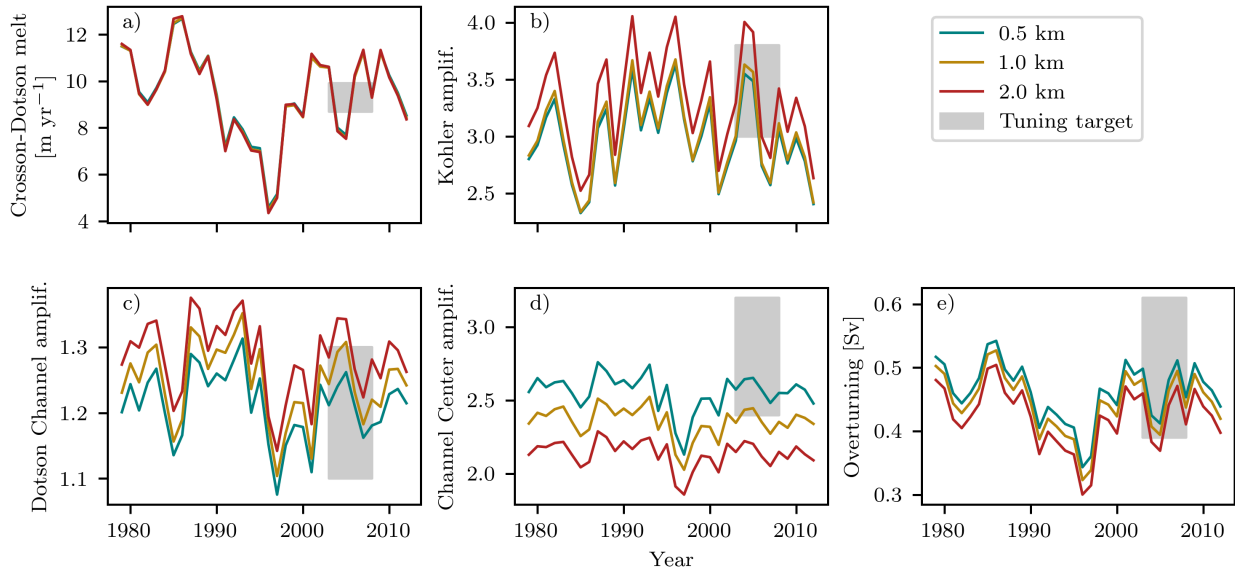 a)
12
10
8
6
4
Crosson-Dotson melt
[m yr⁻¹]
b)
4.0
3.5
3.0
2.5
Kohler amplif.
0.5 km
1.0 km
2.0 km
Tuning target
c)
1.3
1.2
1.1
Dotson Channel amplif.
1980 1990 2000 2010
d)
3.0
2.5
2.0
Channel Center amplif.
1980 1990 2000 2010
Year
e)
0.6
0.5
0.4
0.3
Overturning [Sv]
1980 1990 2000 2010